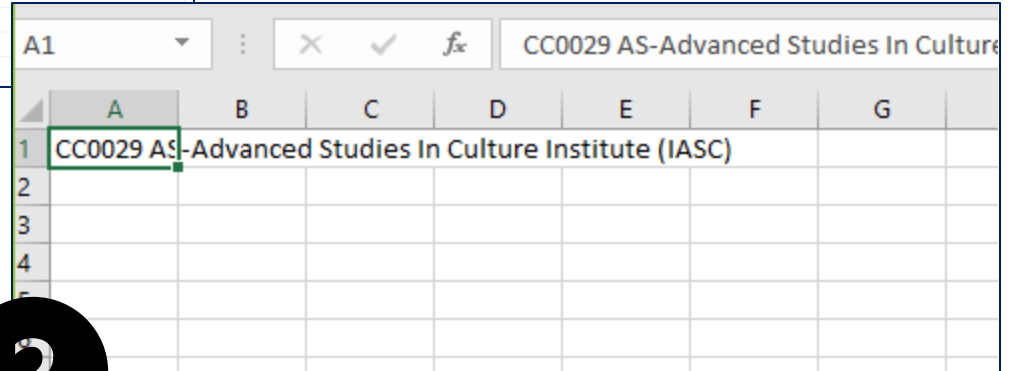 A1 fx CC0029 AS-Advanced Studies In Culture
A B C D E F G
1 CC0029 AS-Advanced Studies In Culture Institute (IASC)
2
3
4
2